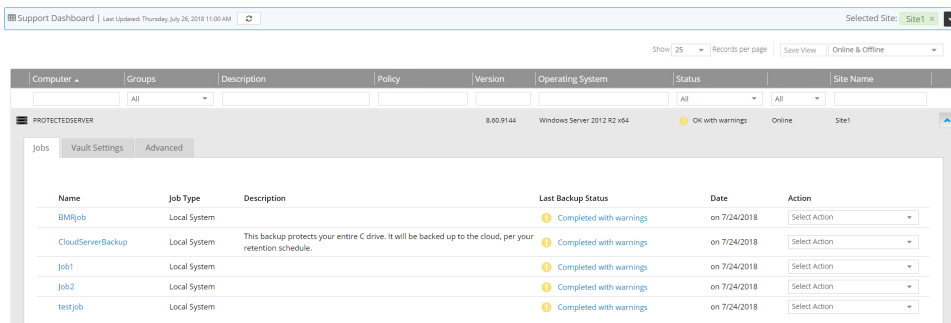 Support Dashboard | Last Updated: Thursday, July 26, 2018 11:00 AM Selected Site: Site1 ×
Show 25 Records per page Save View Online & Offline
Computer Groups Description Policy Version Operating System Status Site Name
All All All
PROTECTEDSERVER 8.60.9144 Windows Server 2012 R2 x64 OK with warnings Online Site1
Jobs Vault Settings Advanced
Name Job Type Description Last Backup Status Date Action
BMRjob Local System Completed with warnings on 7/24/2018 Select Action
CloudServerBackup Local System This backup protects your entire C drive. It will be backed up to the cloud, per your Completed with warnings on 7/24/2018 Select Action
retention schedule.
Job1 Local System Completed with warnings on 7/24/2018 Select Action
Job2 Local System Completed with warnings on 7/24/2018 Select Action
testjob Local System Completed with warnings on 7/24/2018 Select Action